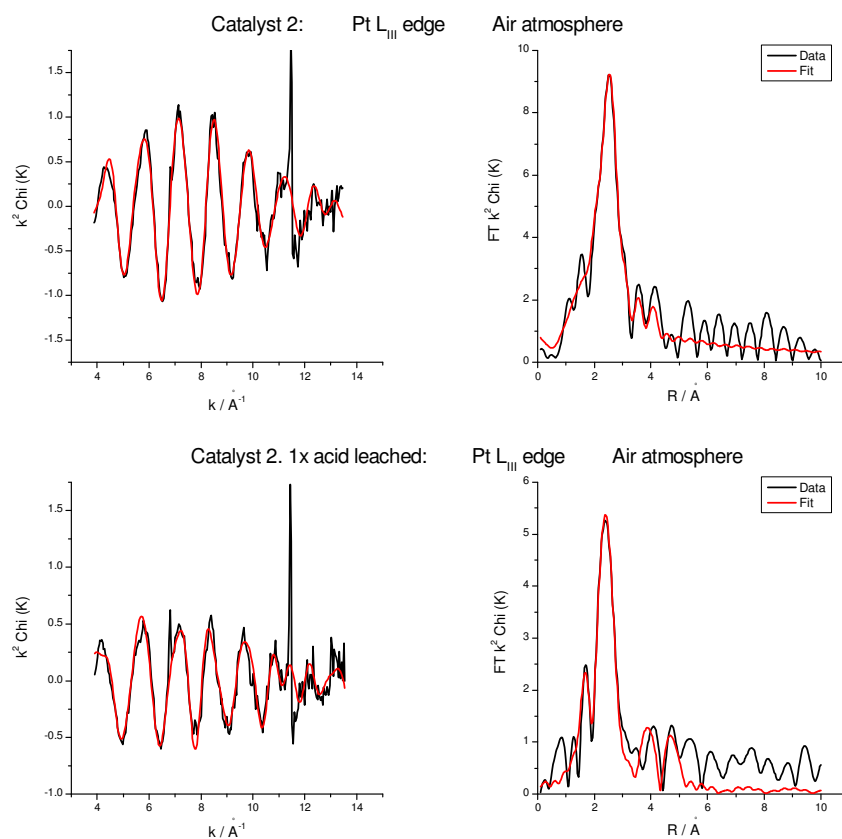 Catalyst 2: Pt L_III edge Air atmosphere
k² Chi (K)
1.5
1.0
0.5
0.0
-0.5
-1.0
-1.5
4 6 8 10 12 14
k / Å⁻¹
FT k² Chi (K)
10
8
6
4
2
0
0 2 4 6 8 10
R / Å
Data
Fit
Catalyst 2. 1x acid leached: Pt L_III edge Air atmosphere
k² Chi (K)
1.5
1.0
0.5
0.0
-0.5
-1.0
4 6 8 10 12 14
k / Å⁻¹
FT k² Chi (K)
6
5
4
3
2
1
0
0 2 4 6 8 10
R / Å
Data
Fit